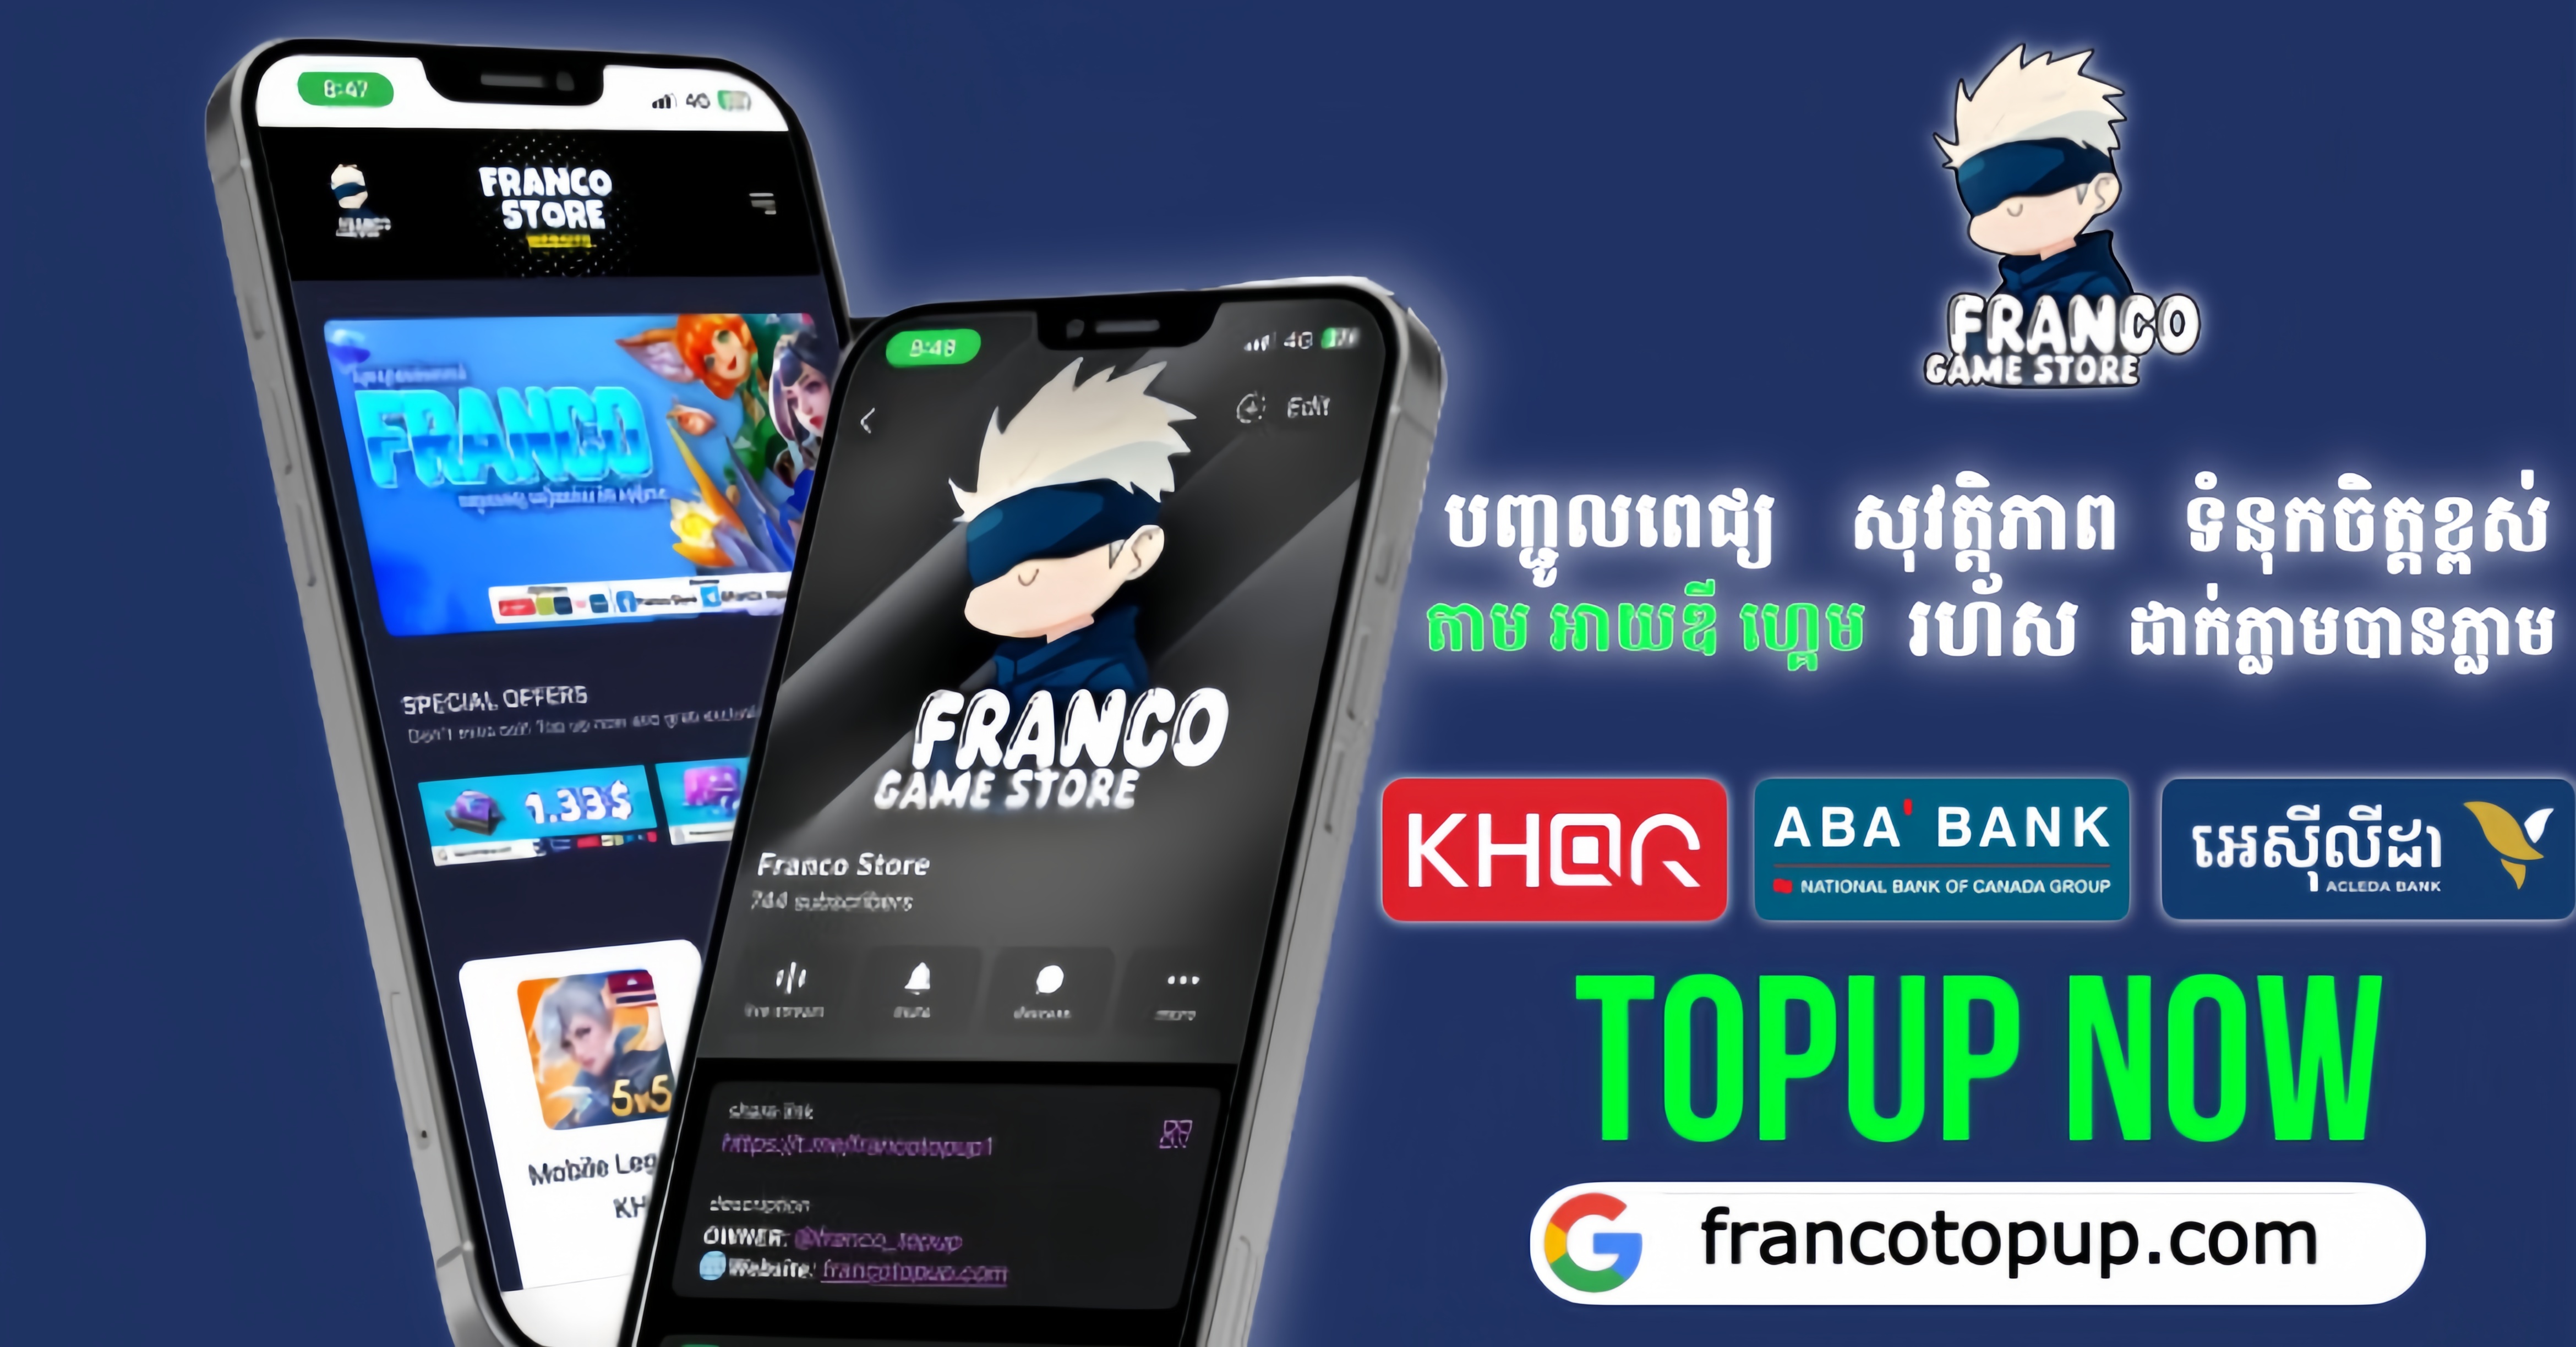 8:47
4G
FRANCO
STORE
FRANCO
SPECIAL OFFERS
1.33$
5v5
Mobile Leg
KH
8:48
4G
Edit
FRANCO
GAME STORE
Franco Store
744 subscribers
share link
https://t.me/francotopup1
description
OWNER: @franco_topup
Website: francotopup.com
FRANCO
GAME STORE
បញ្ចូលពេជ្យ សុវត្ថិភាព ទំនុកចិត្តខ្ពស់
តាម អាយឌី ហ្គេម រហ័ស ដាក់ភ្លាមបានភ្លាម
KHQR
ABA' BANK
NATIONAL BANK OF CANADA GROUP
អេស៊ីលីដា
ACLEDA BANK
TOPUP NOW
francotopup.com